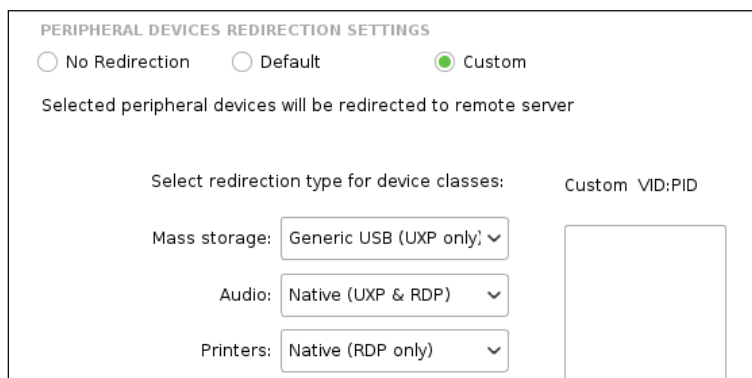 PERIPHERAL DEVICES REDIRECTION SETTINGS
No Redirection Default Custom
Selected peripheral devices will be redirected to remote server
Select redirection type for device classes: Custom VID:PID
Mass storage: Generic USB (UXP only)
Audio: Native (UXP & RDP)
Printers: Native (RDP only)